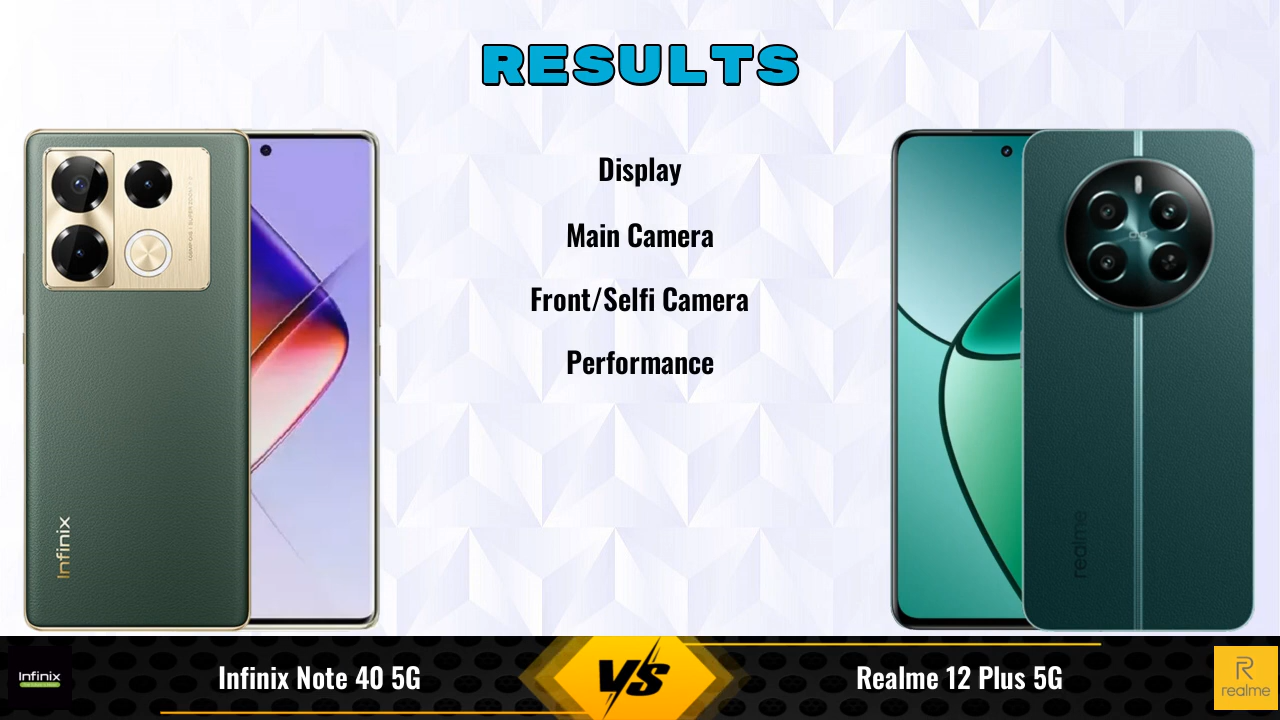 RESULTS
Display
Main Camera
Front/Selfi Camera
Performance
Infinix
realme
Infinix
Infinix Note 40 5G
VS
Realme 12 Plus 5G
R
realme